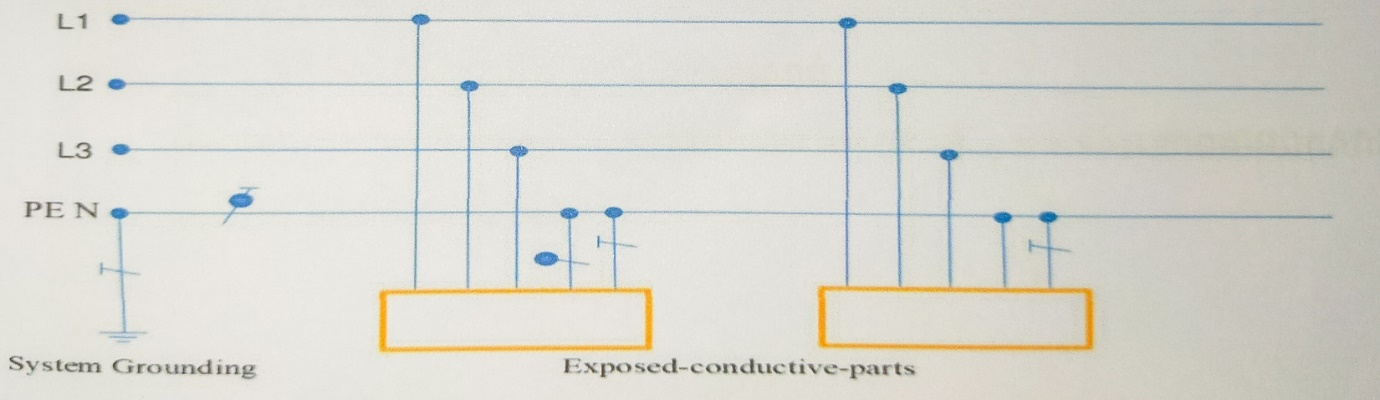 L1
L2
L3
PE N
System Grounding
Exposed-conductive-parts